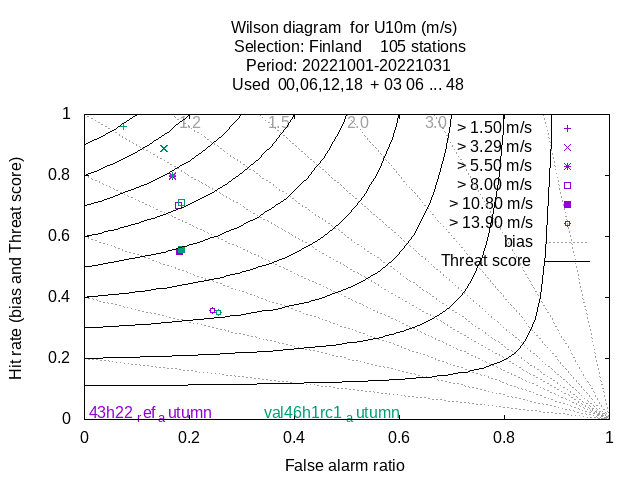 Wilson diagram  for U10m (m/s)
Selection: Finland    105 stations
Period: 20221001-20221031
Used  00,06,12,18  + 03 06 ... 48
Hit rate (bias and Threat score)
1
0.8
0.6
0.4
0.2
0
1.2
1.5
2.0
3.0
> 1.50 m/s
> 3.29 m/s
> 5.50 m/s
> 8.00 m/s
> 10.80 m/s
> 13.90 m/s
bias
Threat score
43h22_ref_autumn    val46h1rc1_autumn
0 0.2 0.4 0.6 0.8 1
False alarm ratio